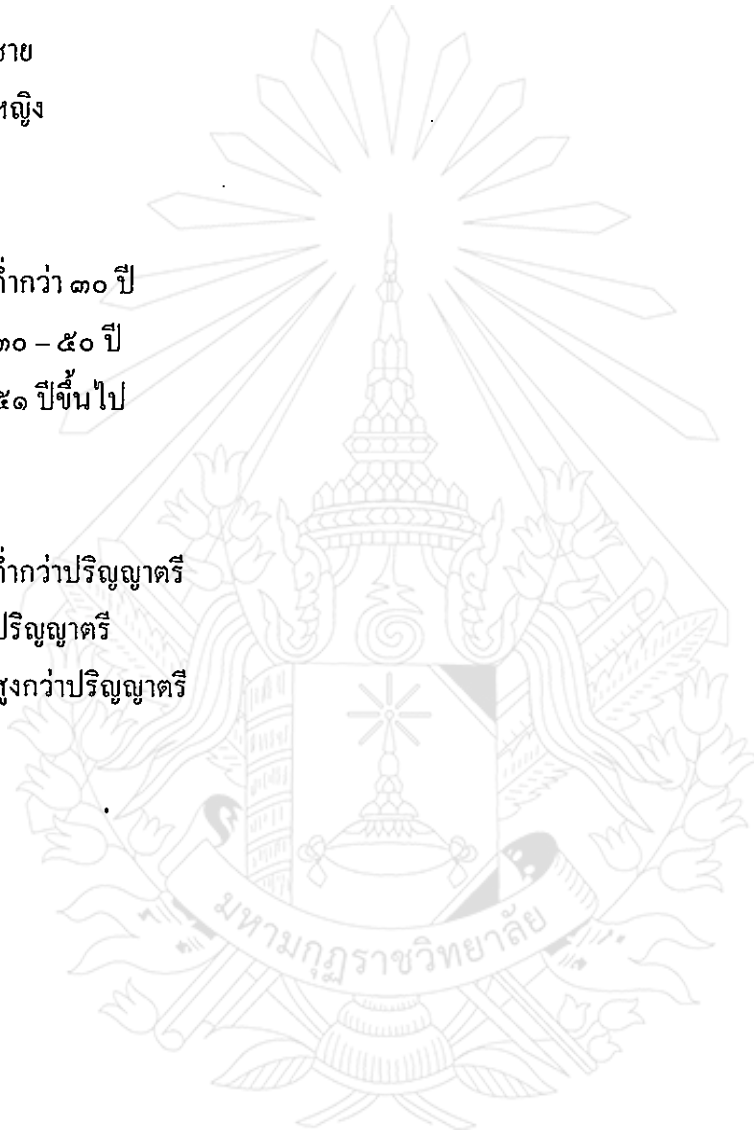 ชาย
หญิง
ต่ำกว่า ๓๐ ปี
๓๐ – ๕๐ ปี
๕๑ ปีขึ้นไป
ต่ำกว่าปริญญาตรี
ปริญญาตรี
สูงกว่าปริญญาตรี
มหามกุฏราชวิทยาลัย